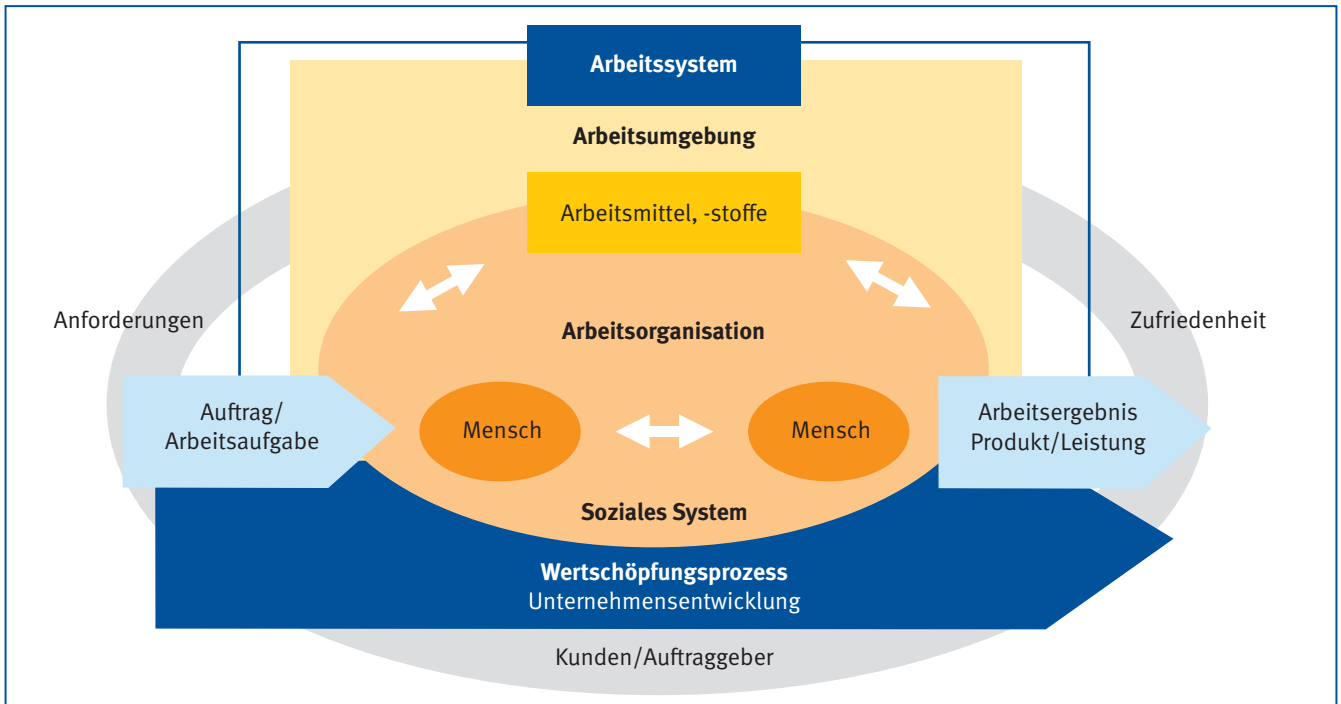 Arbeitssystem
Arbeitsumgebung
Arbeitsmittel, -stoffe
Anforderungen
Zufriedenheit
Arbeitsorganisation
Auftrag/
Arbeitsaufgabe
Mensch
Mensch
Arbeitsergebnis
Produkt/Leistung
Soziales System
Wertschöpfungsprozess
Unternehmensentwicklung
Kunden/Auftraggeber